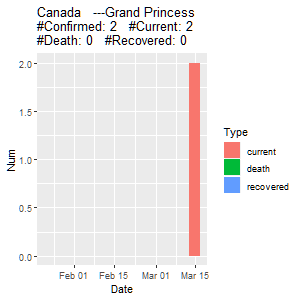 Canada   ---Grand Princess
#Confirmed: 2   #Current: 2
#Death: 0   #Recovered: 0
2.0
1.5
1.0
0.5
0.0
Num
Feb 01
Feb 15
Mar 01
Mar 15
Date
Type
current
death
recovered